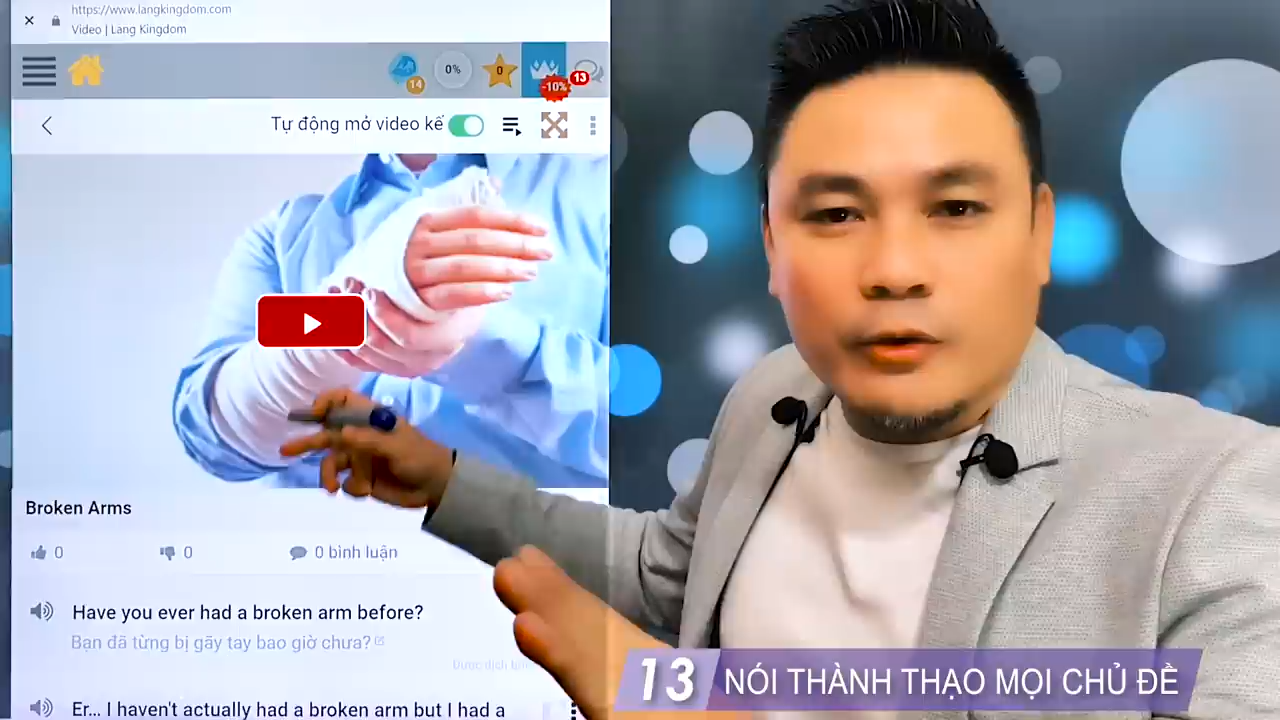 https://www.langkingdom.com
Video | Lang Kingdom
14
0%
0
-10%
13
Tự động mở video kế
Broken Arms
0
0
0 bình luận
Have you ever had a broken arm before?
Bạn đã từng bị gãy tay bao giờ chưa?
Được dịch
Er... I haven't actually had a broken arm but I had a
13 NÓI THÀNH THẠO MỌI CHỦ ĐỀ